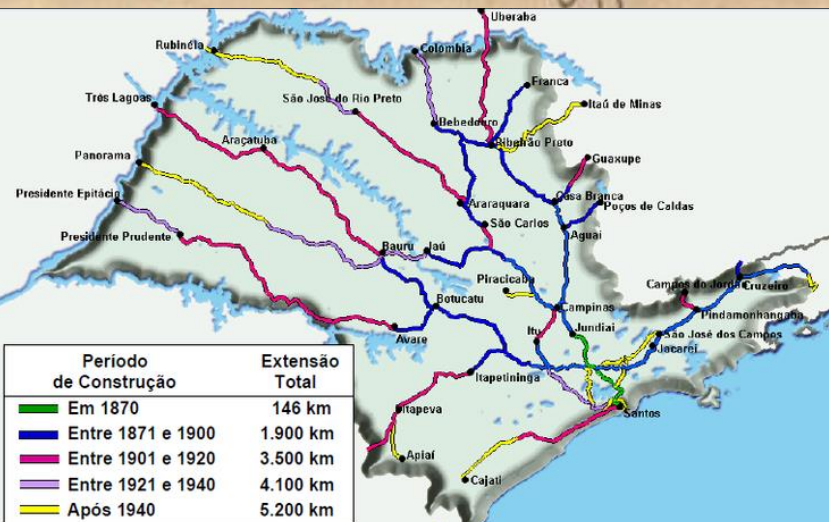 Uberaba
Rubinéia
Colombia
Franca
Três Lagoas
São José do Rio Preto
Itaú de Minas
Bebedouro
Araçatuba
Ribeirão Preto
Panorama
Guaxupe
Presidente Epitácio
Araraquara
Casa Branca
Poços de Caldas
São Carlos
Aguaí
Presidente Prudente
Bauru
Jaú
Piracicaba
Campos do Jordão
Cruzeiro
Botucatu
Campinas
Pindamonhangaba
Avare
Itu
Jundiaí
São José dos Campos
Jacareí
Itapetininga
Itapeva
Santos
Apiaí
Cajati
Período
de Construção
Extensão
Total
Em 1870 146 km
Entre 1871 e 1900 1.900 km
Entre 1901 e 1920 3.500 km
Entre 1921 e 1940 4.100 km
Após 1940 5.200 km